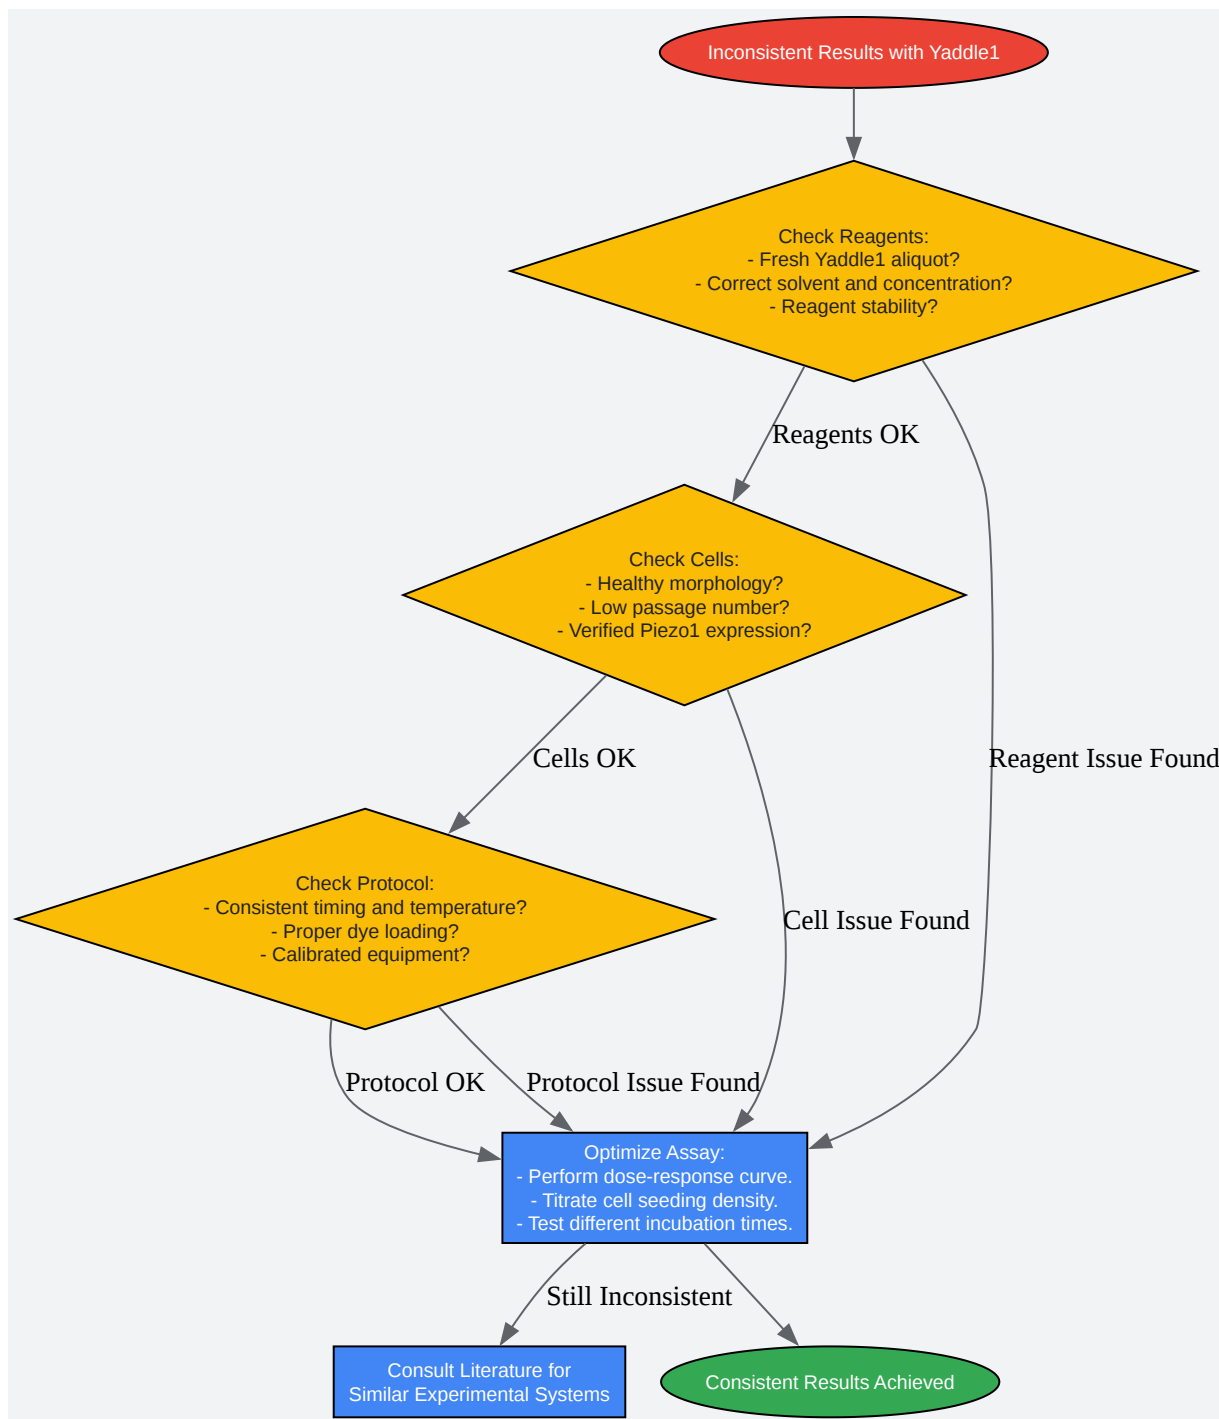 Inconsistent Results with Yaddle1
Check Reagents:
- Fresh Yaddle1 aliquot?
- Correct solvent and concentration?
- Reagent stability?
Reagents OK
Check Cells:
- Healthy morphology?
- Low passage number?
- Verified Piezo1 expression?
Cells OK
Reagent Issue Found
Check Protocol:
- Consistent timing and temperature?
- Proper dye loading?
- Calibrated equipment?
Cell Issue Found
Protocol OK
Protocol Issue Found
Optimize Assay:
- Perform dose-response curve.
- Titrate cell seeding density.
- Test different incubation times.
Still Inconsistent
Consult Literature for
Similar Experimental Systems
Consistent Results Achieved